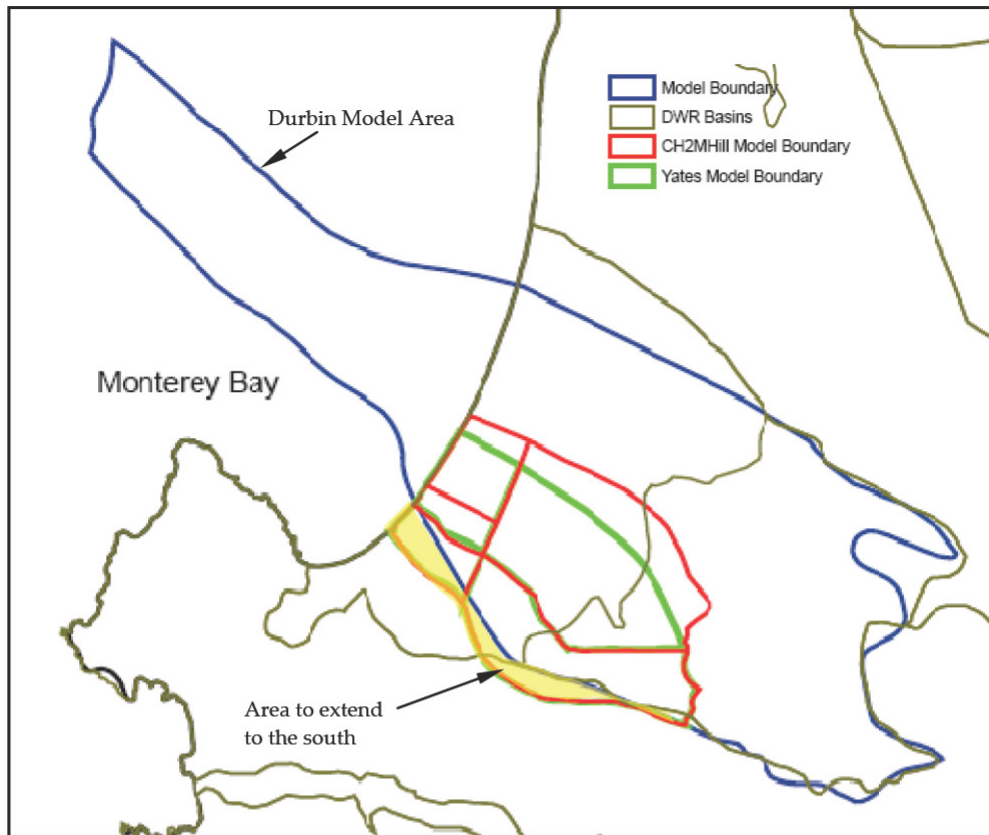 Durbin Model Area
Model Boundary
DWR Basins
CH2MHill Model Boundary
Yates Model Boundary
Monterey Bay
Area to extend
to the south